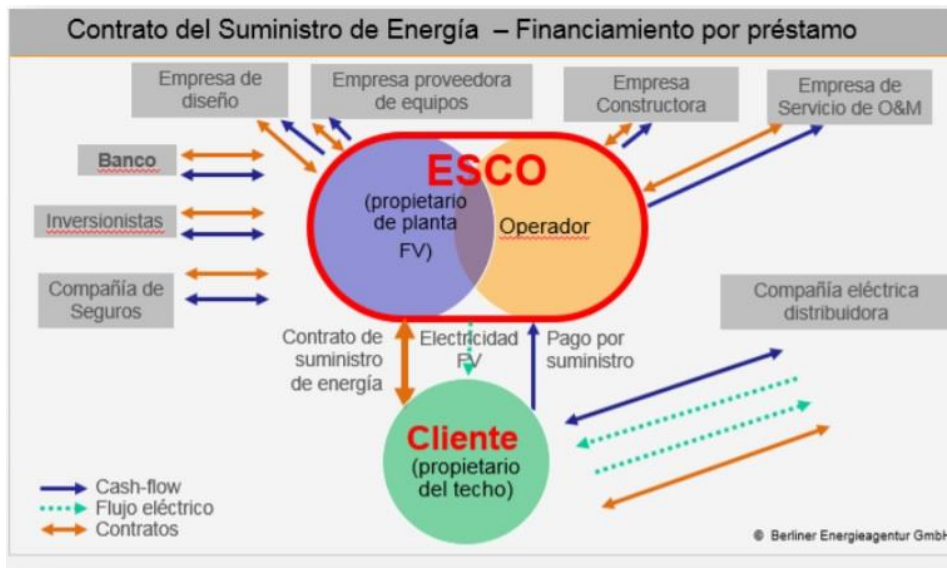 Contrato del Suministro de Energía – Financiamiento por préstamo
Empresa de
diseño
Empresa proveedora
de equipos
Empresa
Constructora
Empresa de
Servicio de O&M
Banco
Inversionistas
Compañía de
Seguros
ESCO
(propietario
de planta
FV)
Operador
Compañía eléctrica
distribuidora
Contrato de
suministro
de energía
Electricidad
FV
Pago por
suministro
Cliente
(propietario
del techo)
Cash-flow
Flujo eléctrico
Contratos
© Berliner Energieagentur GmbH